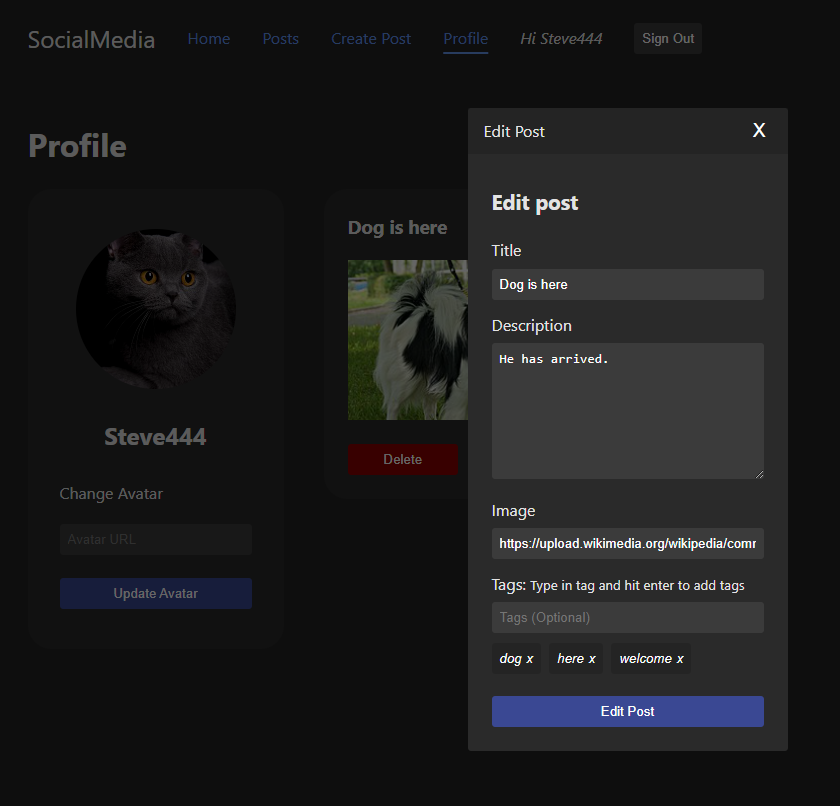 SocialMedia Home Posts Create Post Profile Hi Steve444 Sign Out
Profile
Steve444
Change Avatar
Avatar URL
Update Avatar
Dog is here
Delete
Edit Post X
Edit post
Title
Dog is here
Description
He has arrived.
Image
https://upload.wikimedia.org/wikipedia/comm
Tags: Type in tag and hit enter to add tags
Tags (Optional)
dog x here x welcome x
Edit Post